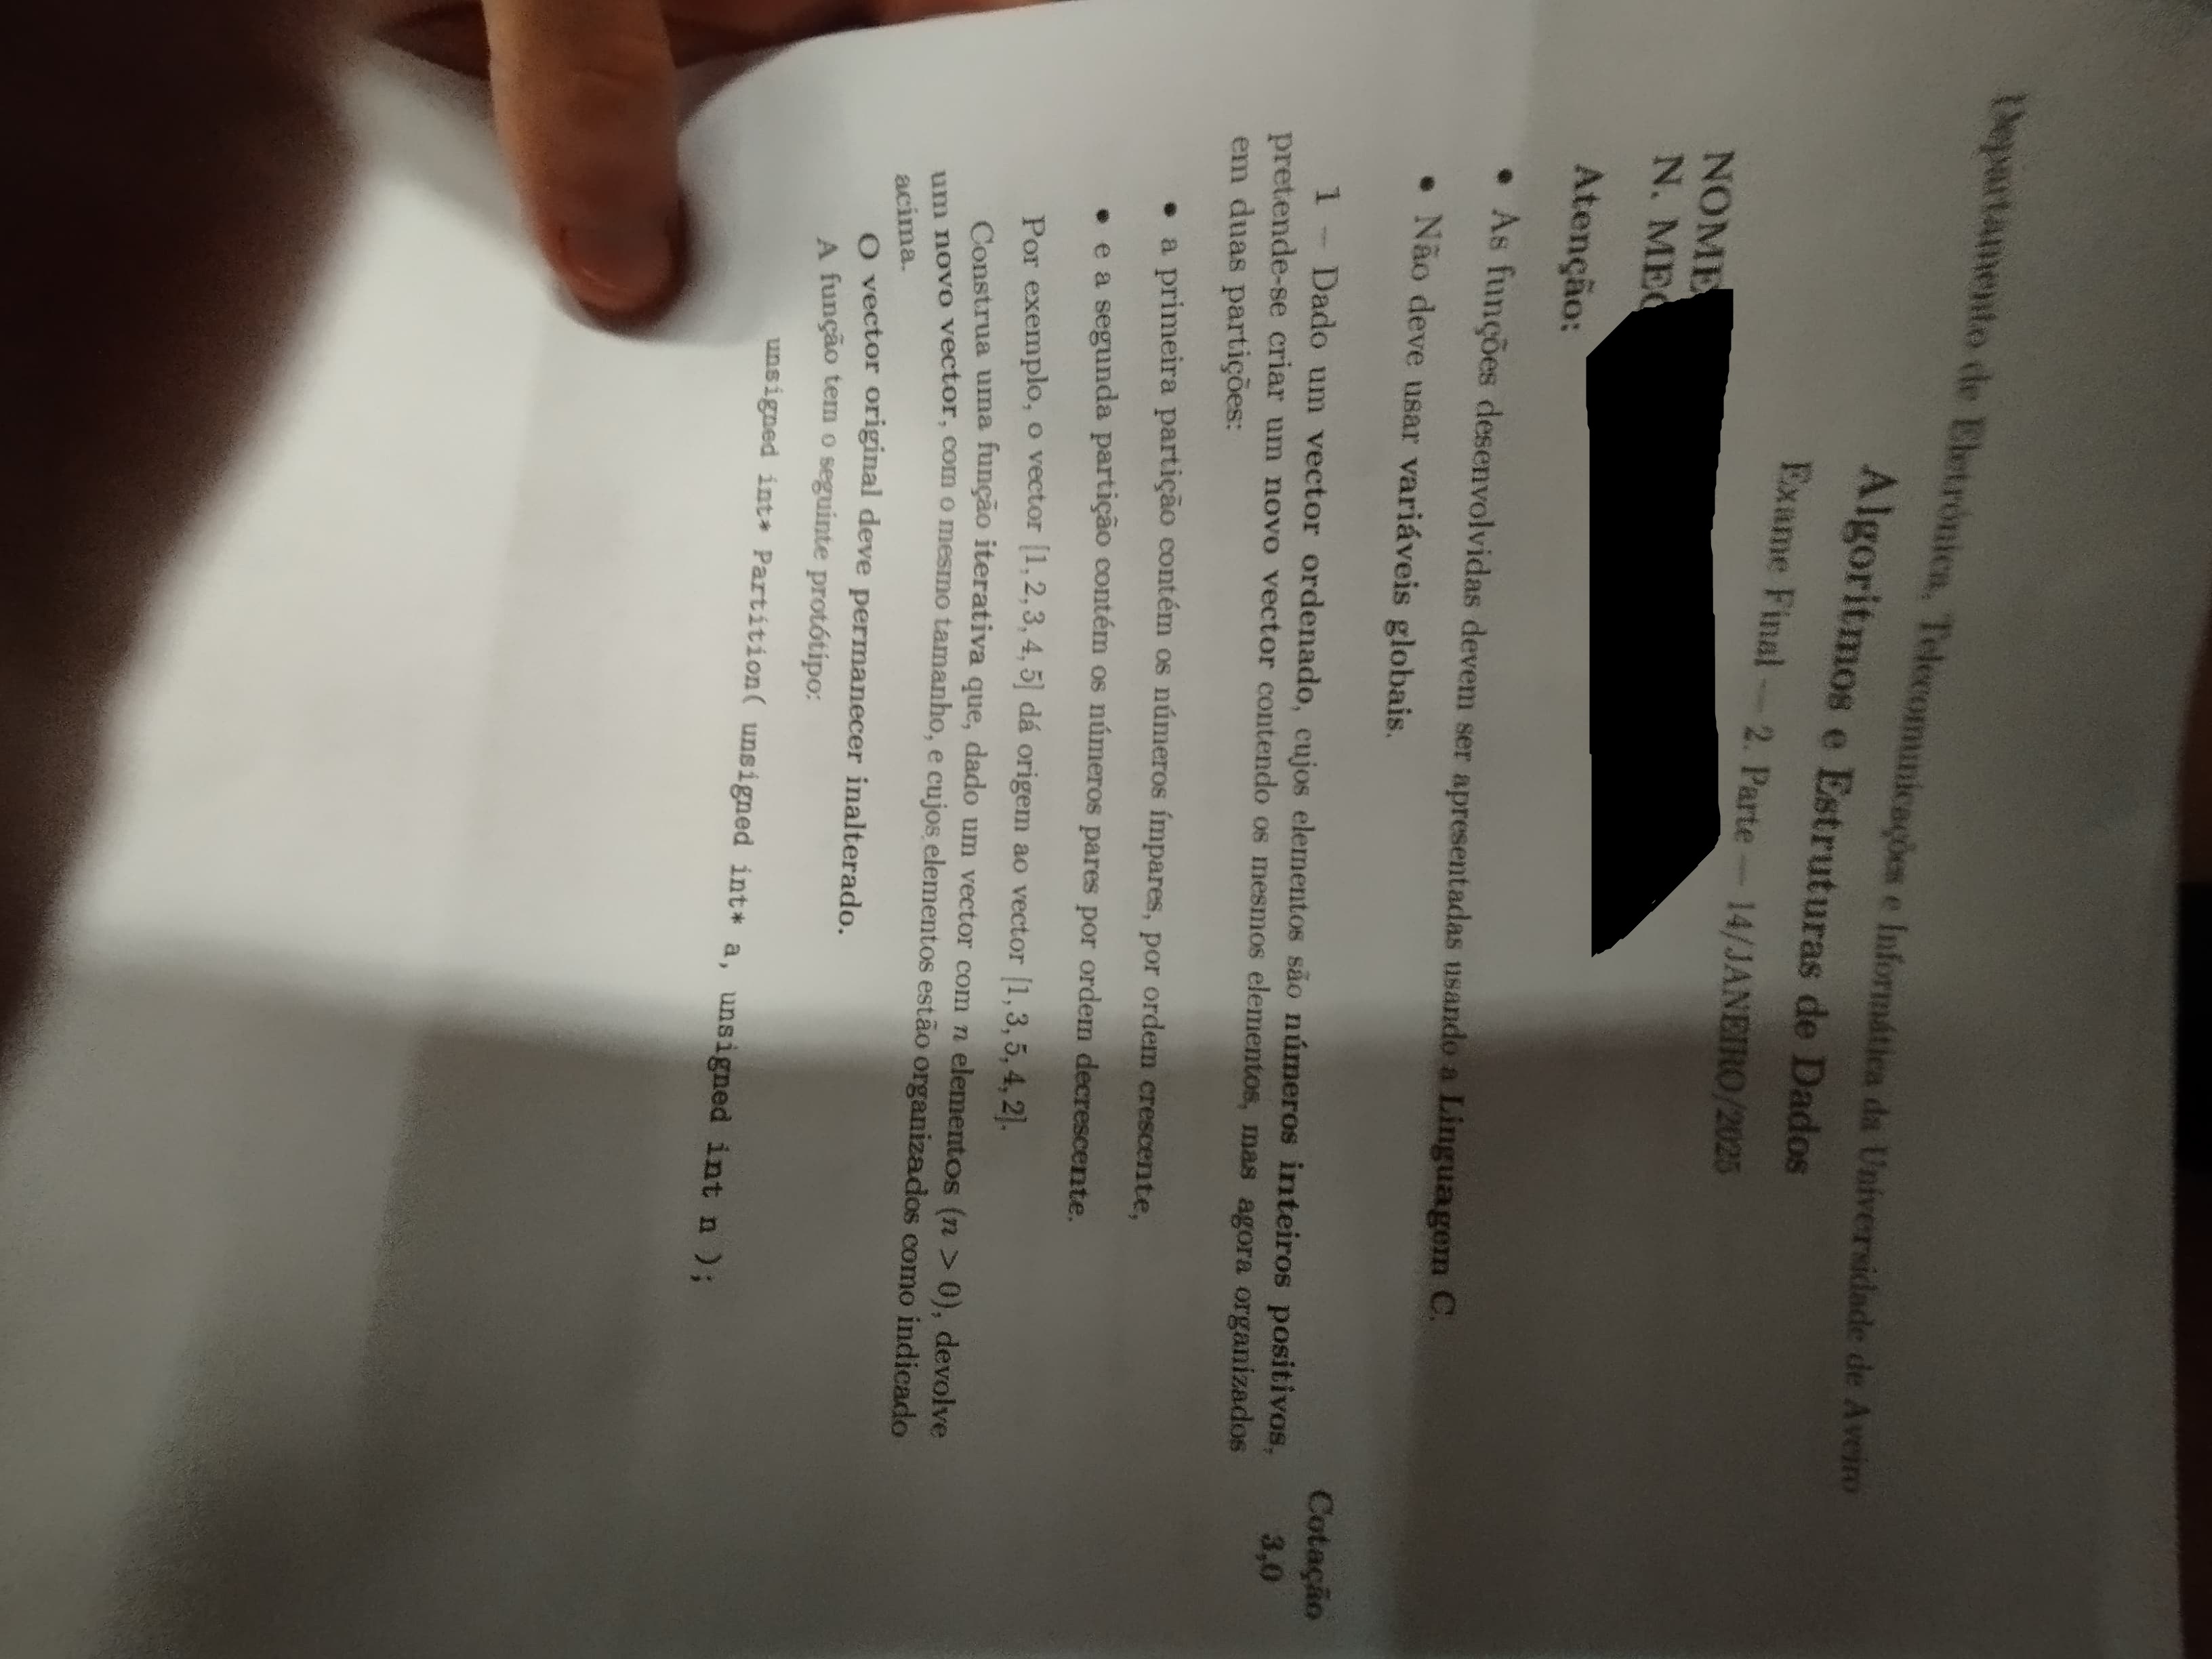 Departamento de Eletrónica, Telecomunicações e Informática da Universidade de Aveiro
Algoritmos e Estruturas de Dados
Exame Final — 2. Parte — 14/JANEIRO/2025
NOME
N. MEC
Atenção:
• As funções desenvolvidas devem ser apresentadas usando a Linguagem C.
• Não deve usar variáveis globais.
Cotação
1 — Dado um vector ordenado, cujos elementos são números inteiros positivos, 3,0
pretende-se criar um novo vector contendo os mesmos elementos, mas agora organizados
em duas partições:
• a primeira partição contém os números ímpares, por ordem crescente,
• e a segunda partição contém os números pares por ordem decrescente.
Por exemplo, o vector [1, 2, 3, 4, 5] dá origem ao vector [1, 3, 5, 4, 2].
Construa uma função iterativa que, dado um vector com n elementos (n > 0), devolve
um novo vector, com o mesmo tamanho, e cujos elementos estão organizados como indicado
acima.
O vector original deve permanecer inalterado.
A função tem o seguinte protótipo:
unsigned int* Partition( unsigned int* a, unsigned int n );